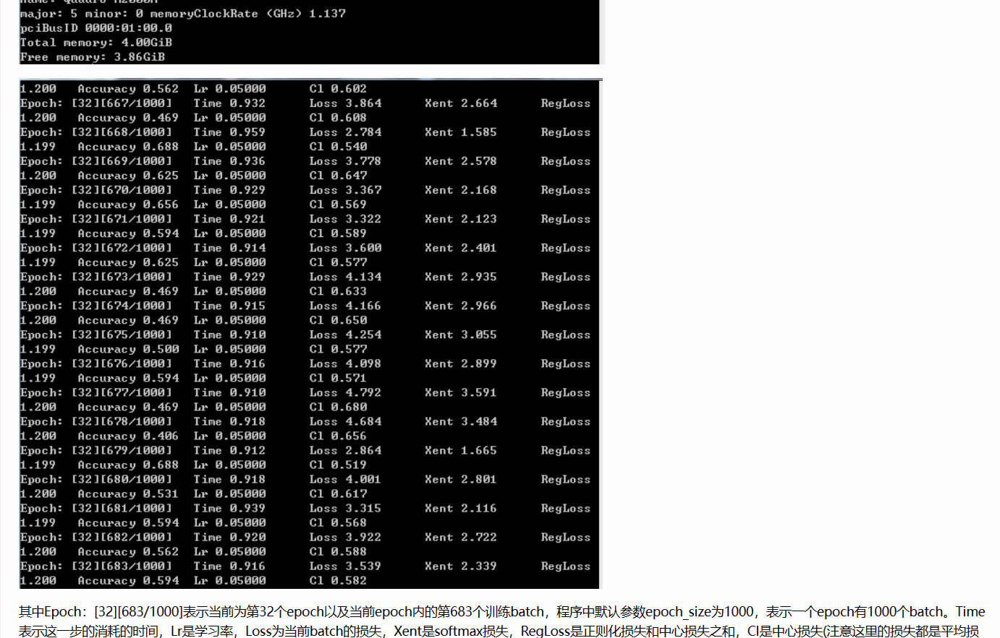 major: 5 minor: 0 memoryClockRate (GHz) 1.137
pciBusID 0000:01:00.0
Total memory: 4.00GiB
Free memory: 3.86GiB
1.200 Accuracy 0.562 Lr 0.05000 Cl 0.602
Epoch: [32][667/1000] Time 0.932 Loss 3.864 Xent 2.664 RegLoss
1.200 Accuracy 0.469 Lr 0.05000 Cl 0.608
Epoch: [32][668/1000] Time 0.959 Loss 2.784 Xent 1.585 RegLoss
1.199 Accuracy 0.688 Lr 0.05000 Cl 0.540
Epoch: [32][669/1000] Time 0.936 Loss 3.778 Xent 2.578 RegLoss
1.200 Accuracy 0.625 Lr 0.05000 Cl 0.647
Epoch: [32][670/1000] Time 0.929 Loss 3.367 Xent 2.168 RegLoss
1.199 Accuracy 0.656 Lr 0.05000 Cl 0.569
Epoch: [32][671/1000] Time 0.921 Loss 3.322 Xent 2.123 RegLoss
1.199 Accuracy 0.594 Lr 0.05000 Cl 0.589
Epoch: [32][672/1000] Time 0.914 Loss 3.600 Xent 2.401 RegLoss
1.199 Accuracy 0.625 Lr 0.05000 Cl 0.577
Epoch: [32][673/1000] Time 0.929 Loss 4.134 Xent 2.935 RegLoss
1.200 Accuracy 0.469 Lr 0.05000 Cl 0.633
Epoch: [32][674/1000] Time 0.915 Loss 4.166 Xent 2.966 RegLoss
1.200 Accuracy 0.469 Lr 0.05000 Cl 0.650
Epoch: [32][675/1000] Time 0.910 Loss 4.254 Xent 3.055 RegLoss
1.199 Accuracy 0.500 Lr 0.05000 Cl 0.577
Epoch: [32][676/1000] Time 0.916 Loss 4.098 Xent 2.899 RegLoss
1.199 Accuracy 0.594 Lr 0.05000 Cl 0.571
Epoch: [32][677/1000] Time 0.910 Loss 4.792 Xent 3.591 RegLoss
1.200 Accuracy 0.469 Lr 0.05000 Cl 0.680
Epoch: [32][678/1000] Time 0.918 Loss 4.684 Xent 3.484 RegLoss
1.200 Accuracy 0.406 Lr 0.05000 Cl 0.656
Epoch: [32][679/1000] Time 0.912 Loss 2.864 Xent 1.665 RegLoss
1.199 Accuracy 0.688 Lr 0.05000 Cl 0.519
Epoch: [32][680/1000] Time 0.918 Loss 4.001 Xent 2.801 RegLoss
1.200 Accuracy 0.531 Lr 0.05000 Cl 0.617
Epoch: [32][681/1000] Time 0.939 Loss 3.315 Xent 2.116 RegLoss
1.199 Accuracy 0.594 Lr 0.05000 Cl 0.568
Epoch: [32][682/1000] Time 0.920 Loss 3.922 Xent 2.722 RegLoss
1.200 Accuracy 0.562 Lr 0.05000 Cl 0.588
Epoch: [32][683/1000] Time 0.916 Loss 3.539 Xent 2.339 RegLoss
1.200 Accuracy 0.594 Lr 0.05000 Cl 0.582
其中Epoch：[32][683/1000]表示当前为第32个epoch以及当前epoch内的第683个训练batch，程序中默认参数epoch_size为1000，表示一个epoch有1000个batch。Time
表示这一步的消耗的时间，Lr是学习率，Loss为当前batch的损失，Xent是softmax损失，RegLoss是正则化损失和中心损失之和，Cl是中心损失(注意这里的损失都是平均损